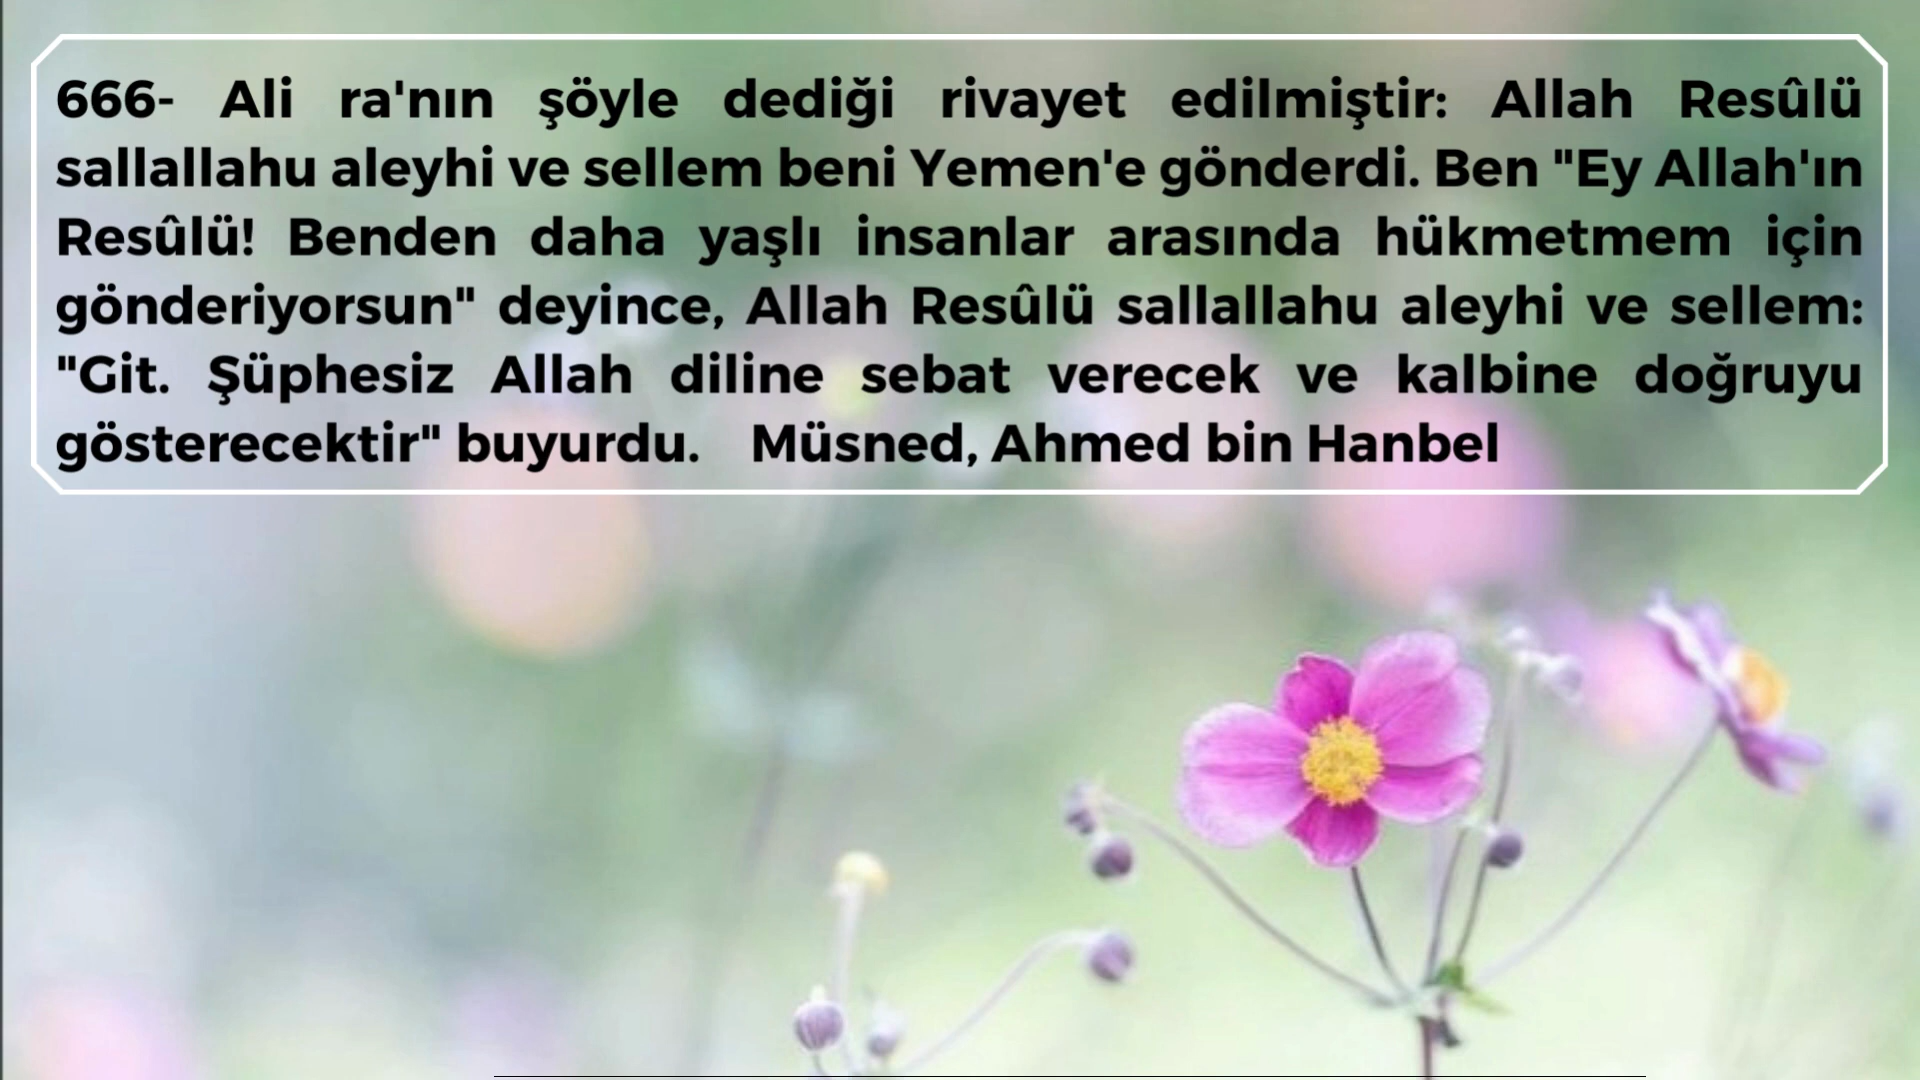 666- Ali ra'nın şöyle dediği rivayet edilmiştir: Allah Resûlü
sallallahu aleyhi ve sellem beni Yemen'e gönderdi. Ben "Ey Allah'ın
Resûlü! Benden daha yaşlı insanlar arasında hükmetmem için
gönderiyorsun" deyince, Allah Resûlü sallallahu aleyhi ve sellem:
"Git. Şüphesiz Allah diline sebat verecek ve kalbine doğruyu
gösterecektir" buyurdu. Müsned, Ahmed bin Hanbel